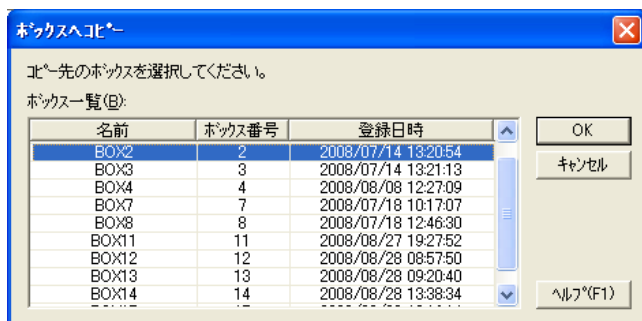 ﾎﾞｯｸｽへｺﾋﾟｰ
ｺﾋﾟｰ先のﾎﾞｯｸｽを選択してください。
ﾎﾞｯｸｽ一覧(B):
名前 ﾎﾞｯｸｽ番号 登録日時
BOX2 2 2008/07/14 13:20:54
BOX3 3 2008/07/14 13:21:13
BOX4 4 2008/08/08 12:27:09
BOX7 7 2008/07/18 10:17:07
BOX8 8 2008/07/18 12:46:30
BOX11 11 2008/08/27 19:27:52
BOX12 12 2008/08/28 08:57:50
BOX13 13 2008/08/28 09:20:40
BOX14 14 2008/08/28 13:38:34
OK
ｷｬﾝｾﾙ
ﾍﾙﾌﾟ(F1)